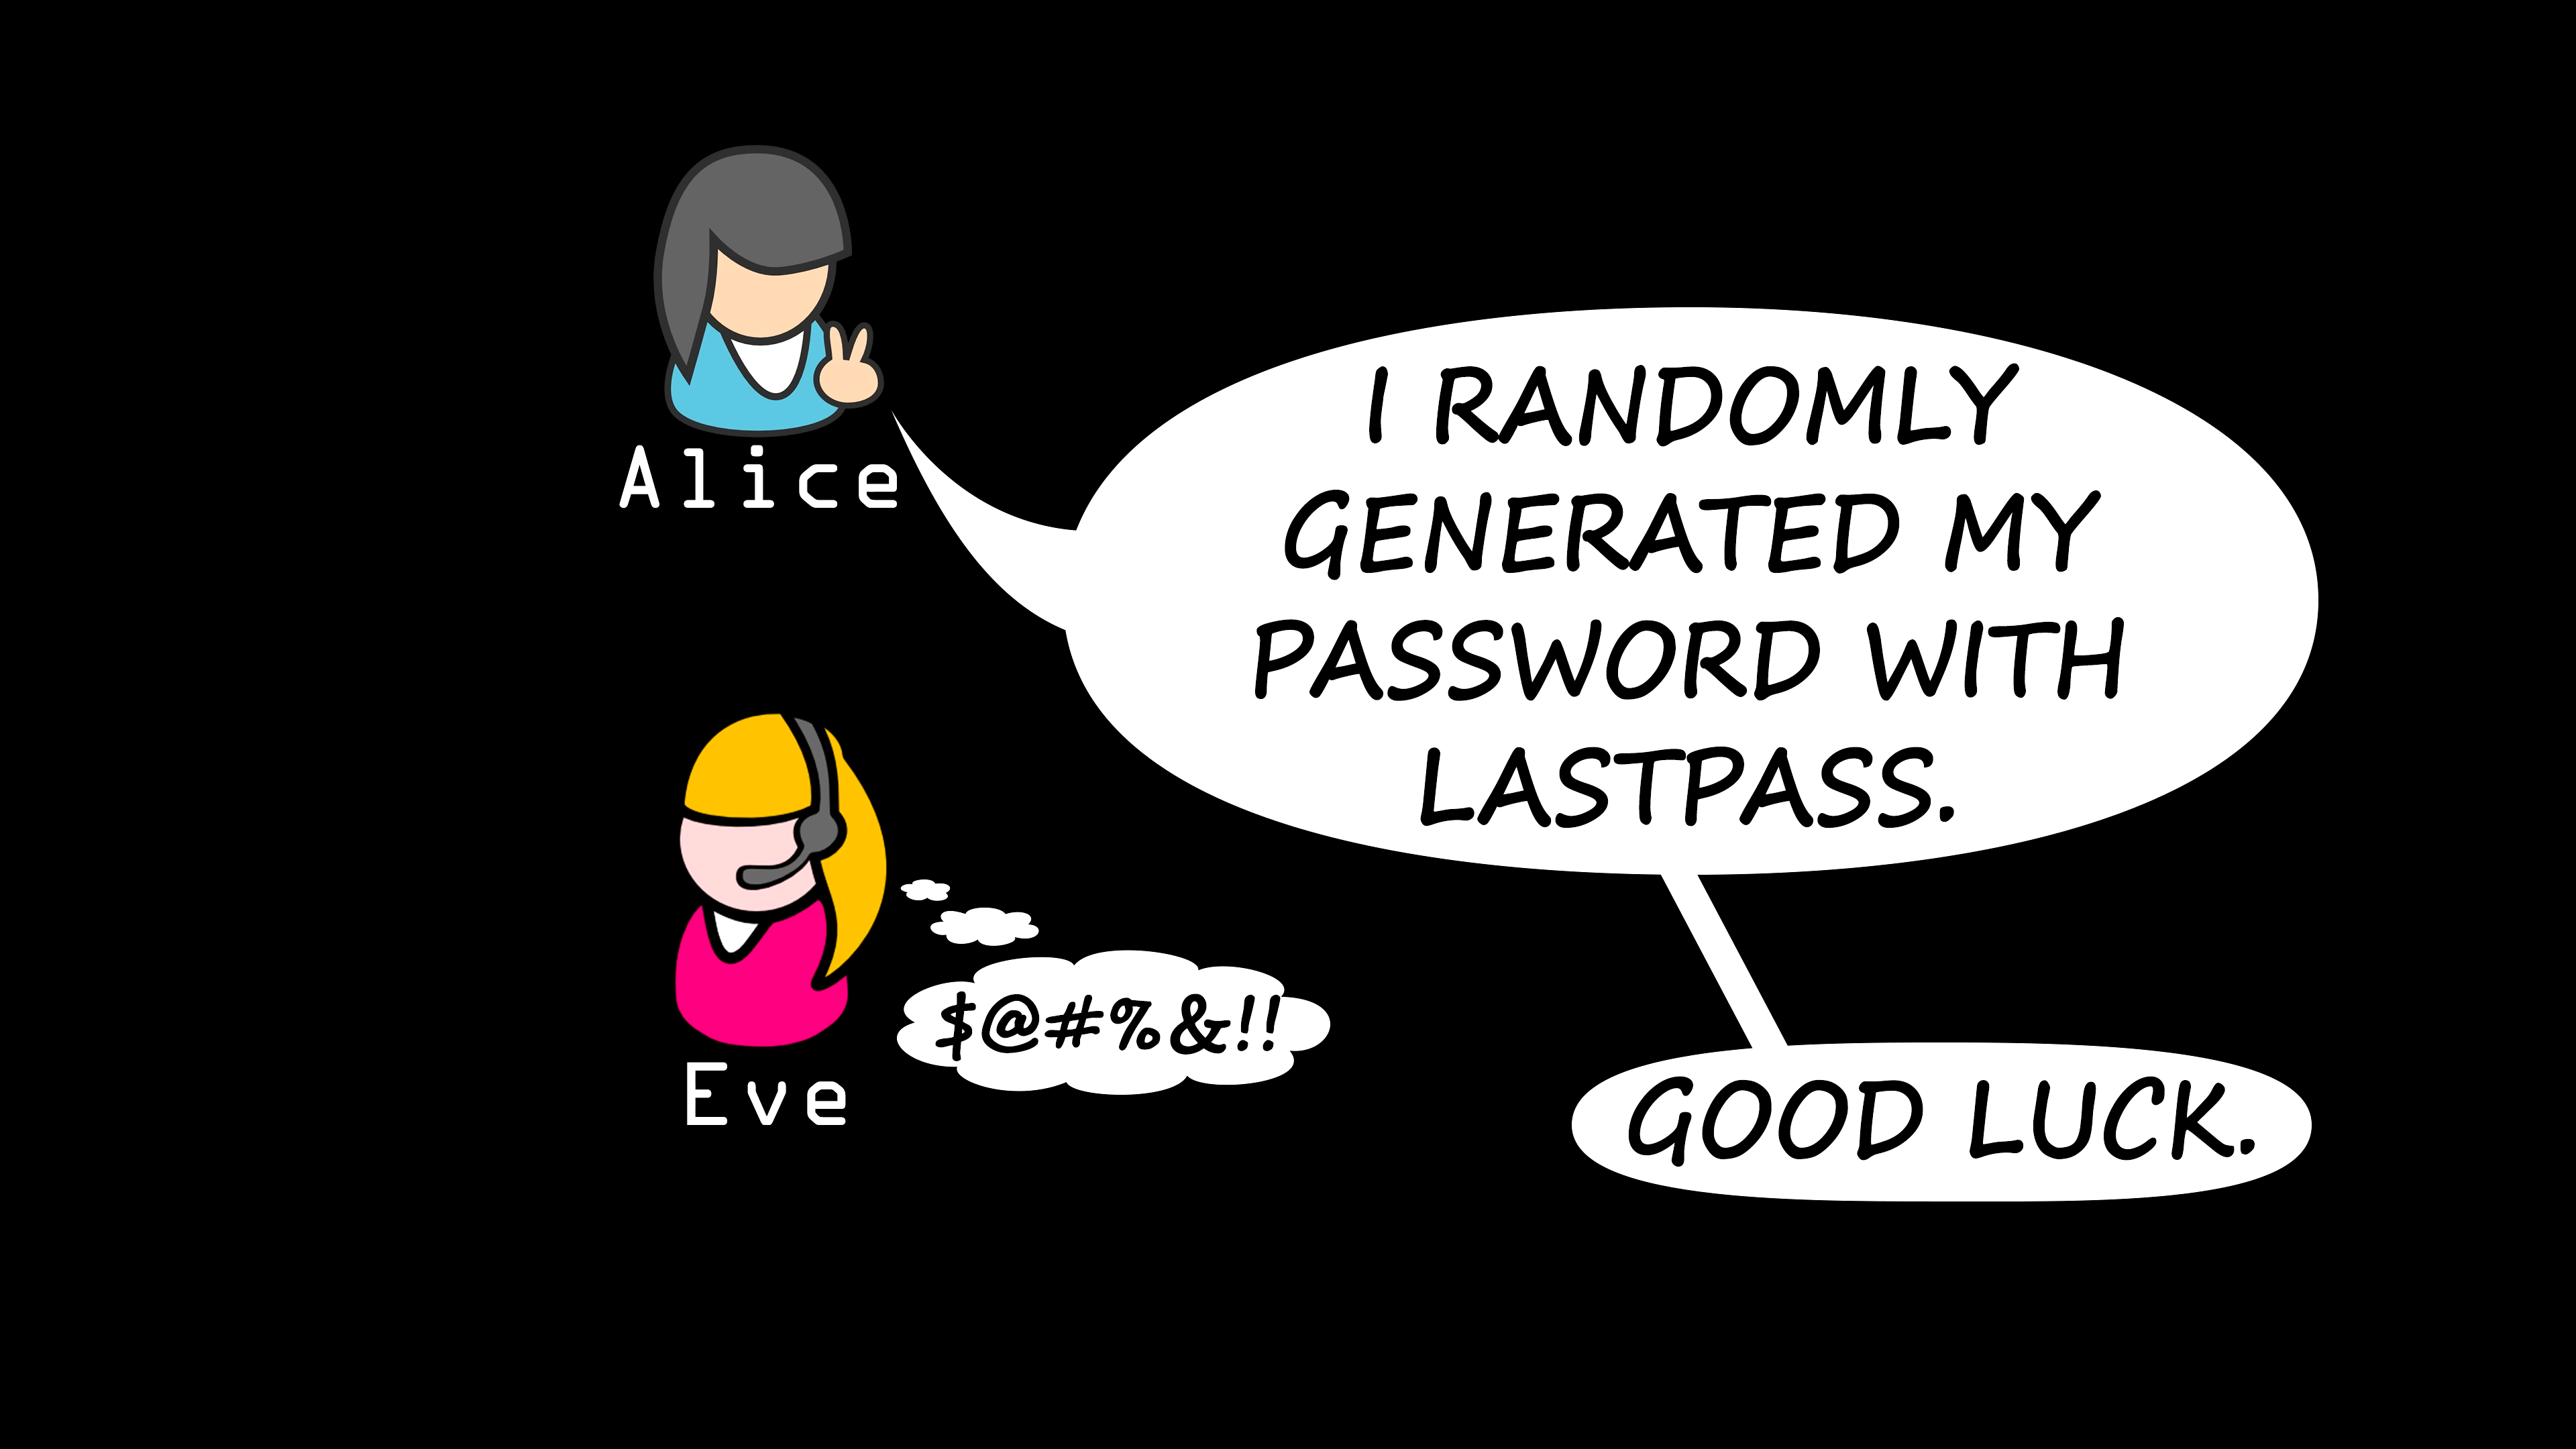 Alice
I RANDOMLY
GENERATED MY
PASSWORD WITH
LASTPASS.
GOOD LUCK.
$@#%&!!
Eve